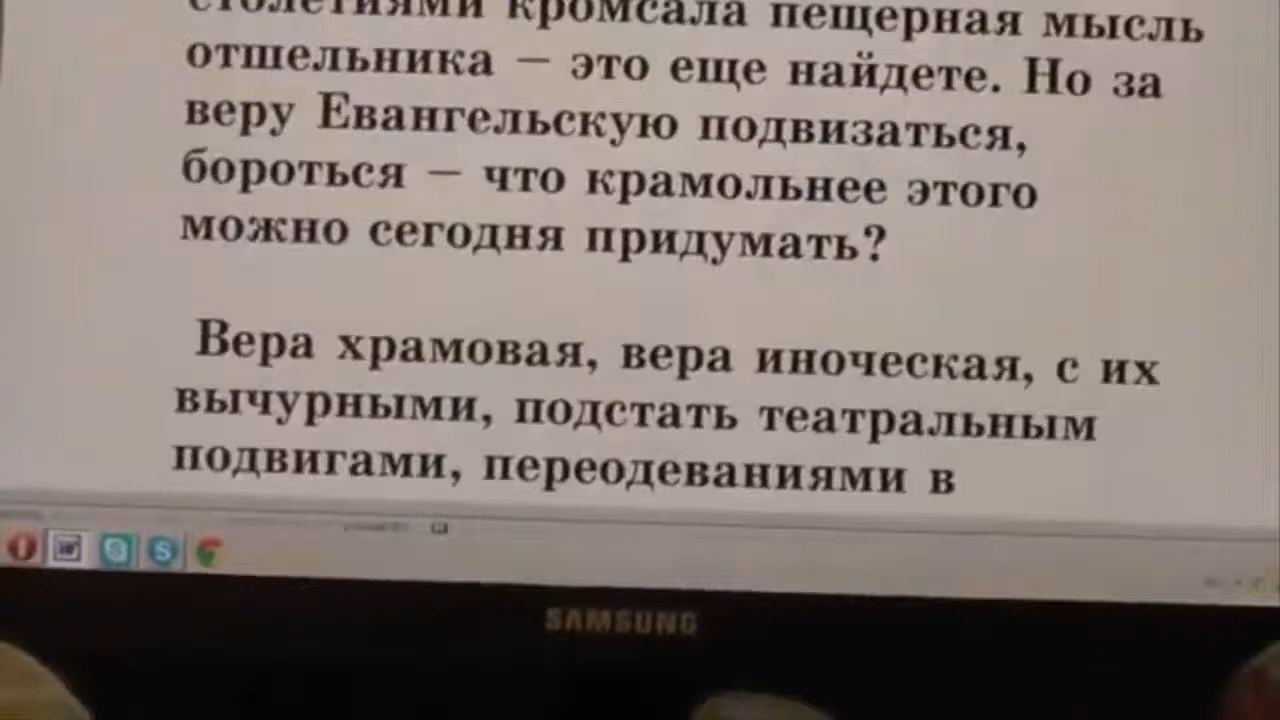 столетиями кромсала пещерная мысль
отшельника – это еще найдете. Но за
веру Евангельскую подвизаться,
бороться – что крамольнее этого
можно сегодня придумать?
Вера храмовая, вера иноческая, с их
вычурными, подстать театральным
подвигами, переодеваниями в
SAMSUNG